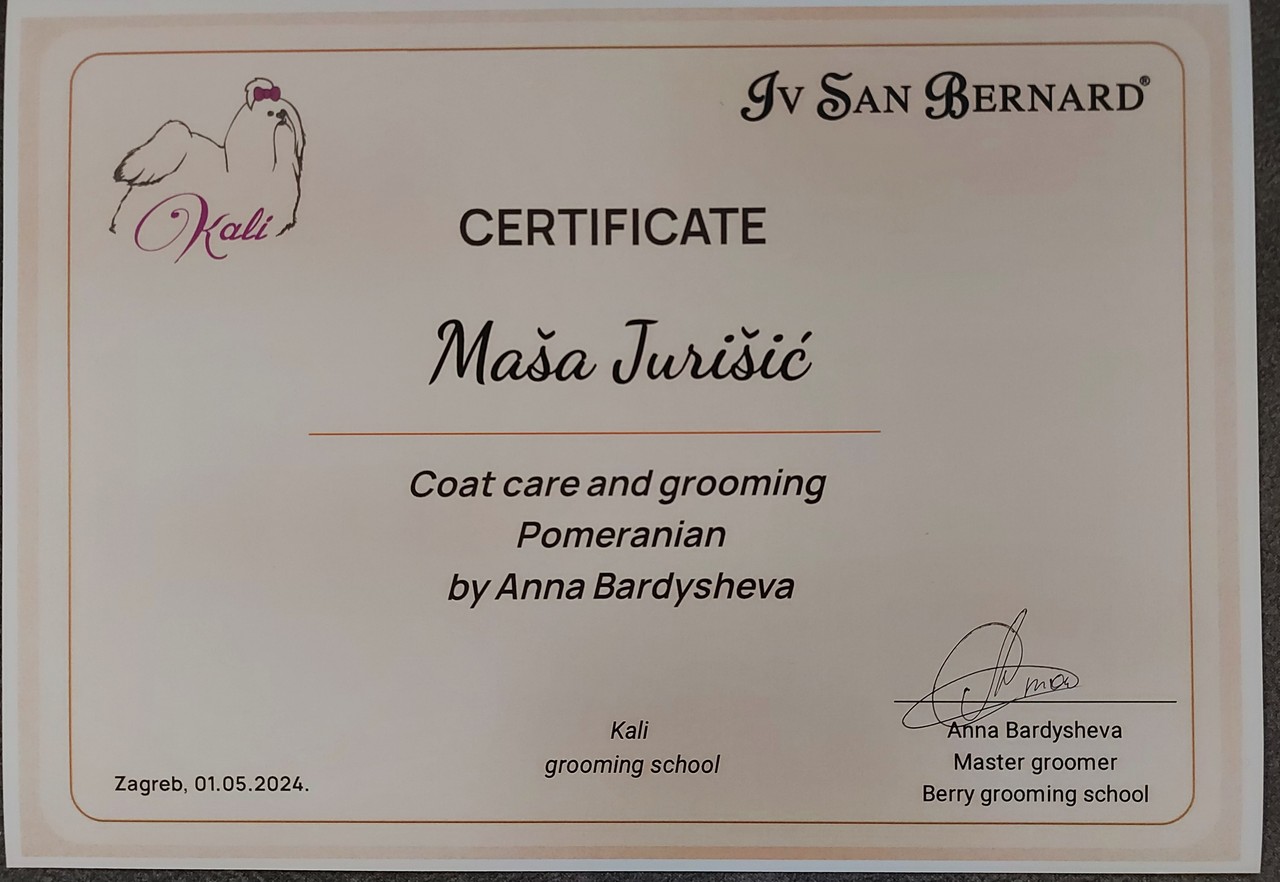 Kali
Iv San Bernard®
CERTIFICATE
Maša Jurišić
Coat care and grooming
Pomeranian
by Anna Bardysheva
Kali
grooming school
Zagreb, 01.05.2024.
Anna Bardysheva
Master groomer
Berry grooming school